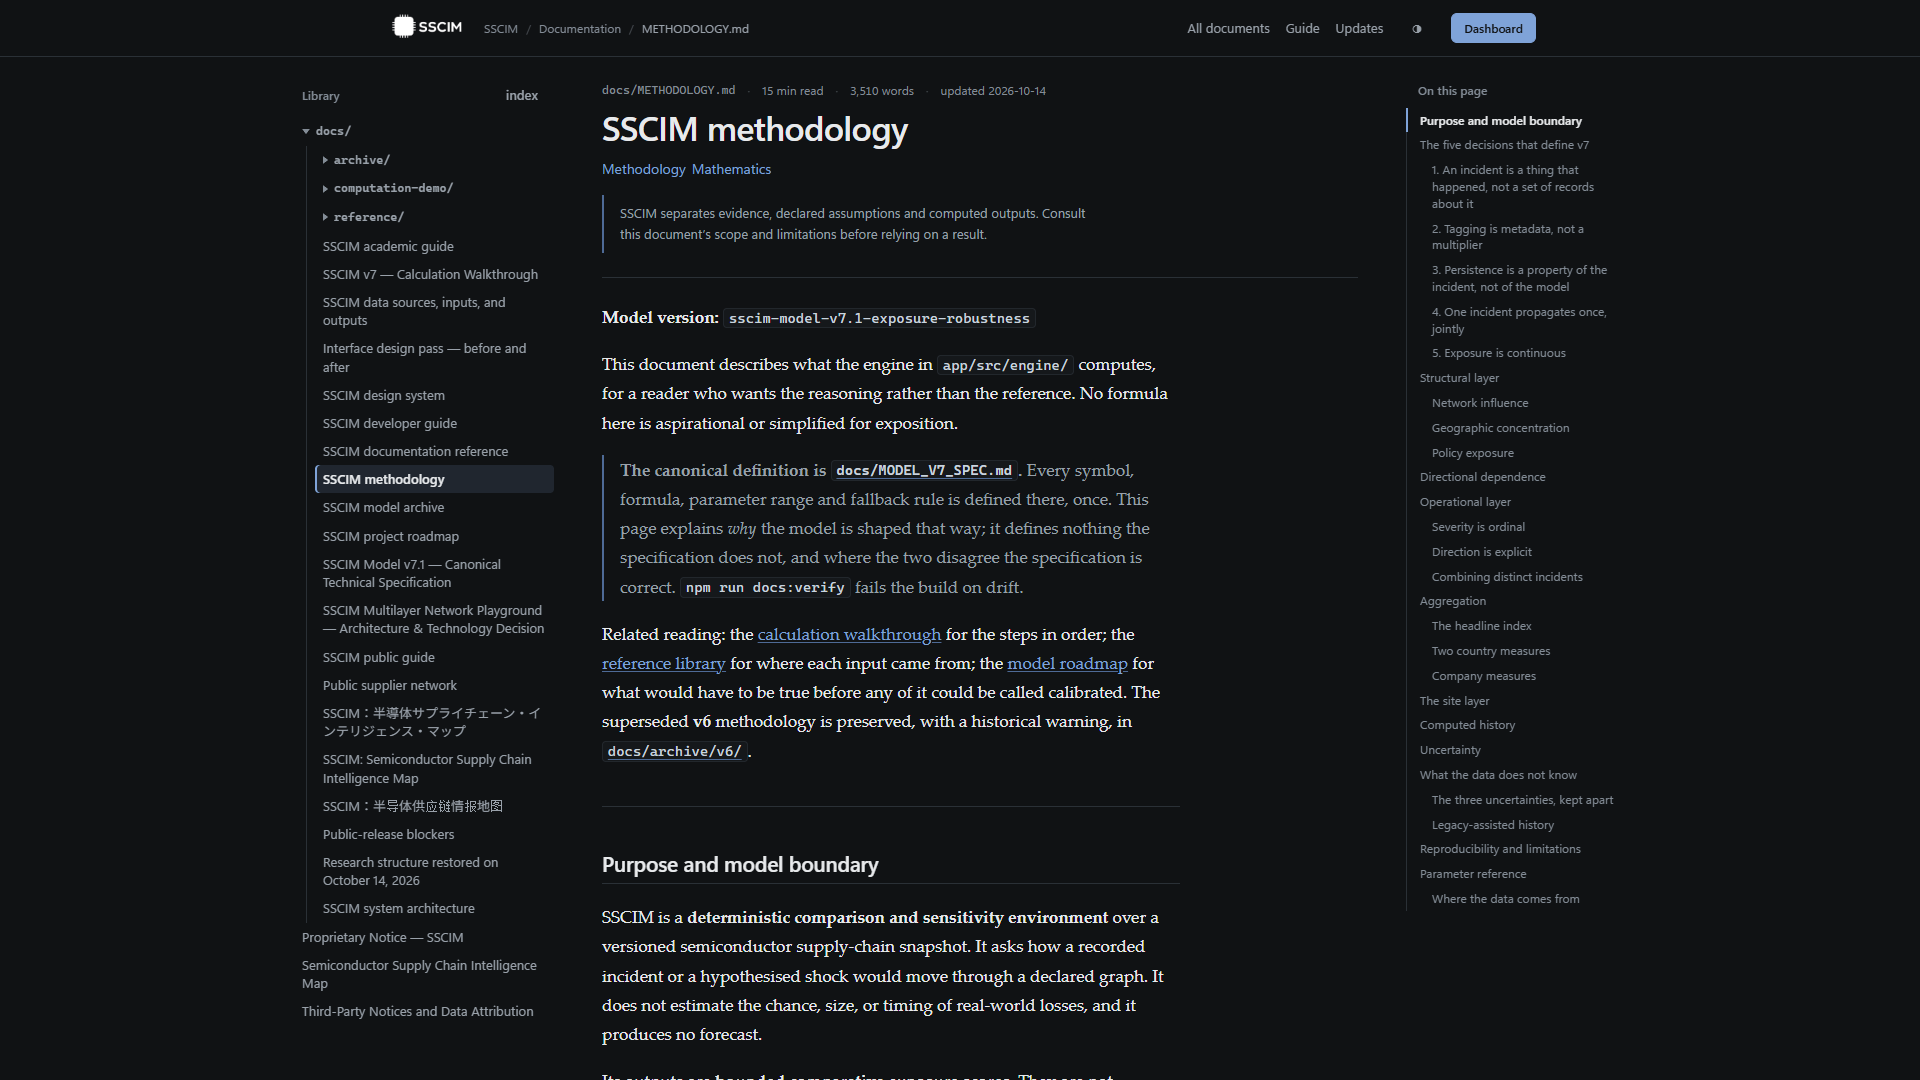 SSCIM
SSCIM / Documentation / METHODOLOGY.md
All documents Guide Updates Dashboard
Library index
docs/
archive/
computation-demo/
reference/
SSCIM academic guide
SSCIM v7 — Calculation Walkthrough
SSCIM data sources, inputs, and
outputs
Interface design pass — before and
after
SSCIM design system
SSCIM developer guide
SSCIM documentation reference
SSCIM methodology
SSCIM model archive
SSCIM project roadmap
SSCIM Model v7.1 — Canonical
Technical Specification
SSCIM Multilayer Network Playground
— Architecture & Technology Decision
SSCIM public guide
Public supplier network
SSCIM：半導体サプライチェーン・イ
ンテリジェンス・マップ
SSCIM: Semiconductor Supply Chain
Intelligence Map
SSCIM：半导体供应链情报地图
Public-release blockers
Research structure restored on
October 14, 2026
SSCIM system architecture
Proprietary Notice — SSCIM
Semiconductor Supply Chain Intelligence
Map
Third-Party Notices and Data Attribution
docs/METHODOLOGY.md · 15 min read · 3,510 words · updated 2026-10-14
SSCIM methodology
Methodology Mathematics
SSCIM separates evidence, declared assumptions and computed outputs. Consult
this document's scope and limitations before relying on a result.
Model version: sscim-model-v7.1-exposure-robustness
This document describes what the engine in app/src/engine/ computes,
for a reader who wants the reasoning rather than the reference. No formula
here is aspirational or simplified for exposition.
The canonical definition is docs/MODEL_V7_SPEC.md. Every symbol,
formula, parameter range and fallback rule is defined there, once. This
page explains why the model is shaped that way; it defines nothing the
specification does not, and where the two disagree the specification is
correct. npm run docs:verify fails the build on drift.
Related reading: the calculation walkthrough for the steps in order; the
reference library for where each input came from; the model roadmap for
what would have to be true before any of it could be called calibrated. The
superseded v6 methodology is preserved, with a historical warning, in
docs/archive/v6/.
Purpose and model boundary
SSCIM is a deterministic comparison and sensitivity environment over a
versioned semiconductor supply-chain snapshot. It asks how a recorded
incident or a hypothesised shock would move through a declared graph. It
does not estimate the chance, size, or timing of real-world losses, and it
produces no forecast.
Its outputs are bounded comparative exposure scores. They are not
On this page
Purpose and model boundary
The five decisions that define v7
1. An incident is a thing that
happened, not a set of records
about it
2. Tagging is metadata, not a
multiplier
3. Persistence is a property of the
incident, not of the model
4. One incident propagates once,
jointly
5. Exposure is continuous
Structural layer
Network influence
Geographic concentration
Policy exposure
Directional dependence
Operational layer
Severity is ordinal
Direction is explicit
Combining distinct incidents
Aggregation
The headline index
Two country measures
Company measures
The site layer
Computed history
Uncertainty
What the data does not know
The three uncertainties, kept apart
Legacy-assisted history
Reproducibility and limitations
Parameter reference
Where the data comes from